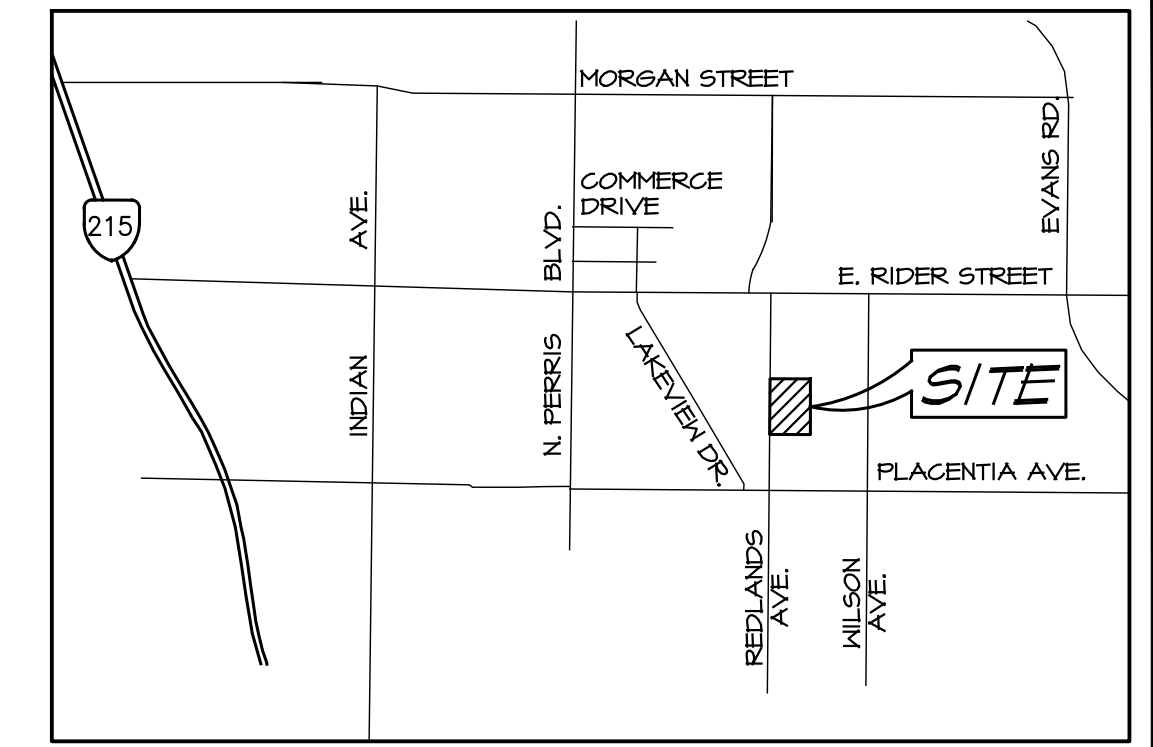 MORGAN STREET
COMMERCE
DRIVE
EVANS RD.
215
INDIAN AVE.
N. PERRIS BLVD.
E. RIDER STREET
LAKEVIEW DR.
SITE
PLACENTIA AVE.
REDLANDS
AVE.
WILSON
AVE.